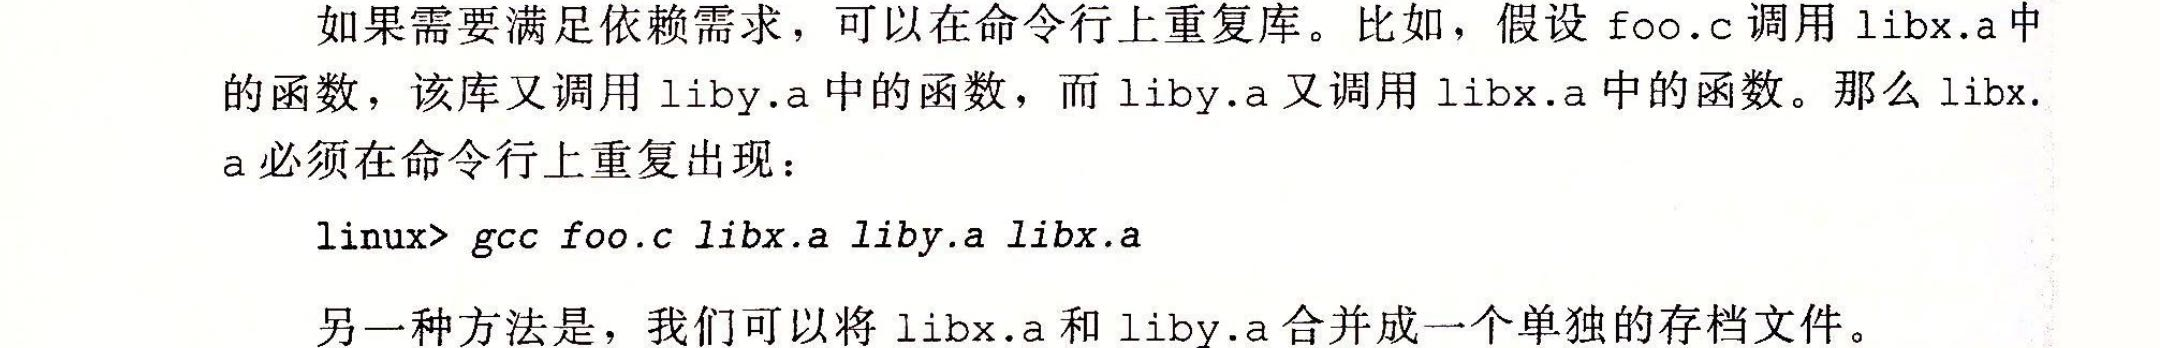 如果需要满足依赖需求，可以在命令行上重复库。比如，假设 foo.c 调用 libx.a 中
的函数，该库又调用 liby.a 中的函数，而 liby.a 又调用 libx.a 中的函数。那么 libx.
a 必须在命令行上重复出现：
linux> gcc foo.c libx.a liby.a libx.a
另一种方法是，我们可以将 libx.a 和 liby.a 合并成一个单独的存档文件。